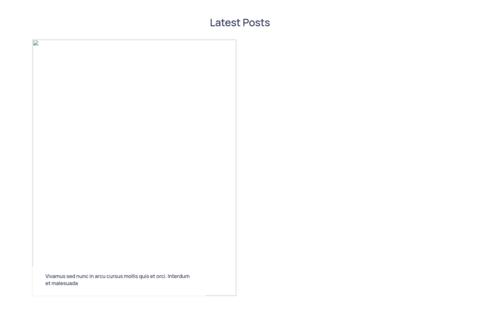 Latest Posts
Vivamus sed nunc in arcu cursus mollis quis et orci. Interdum
et malesuada